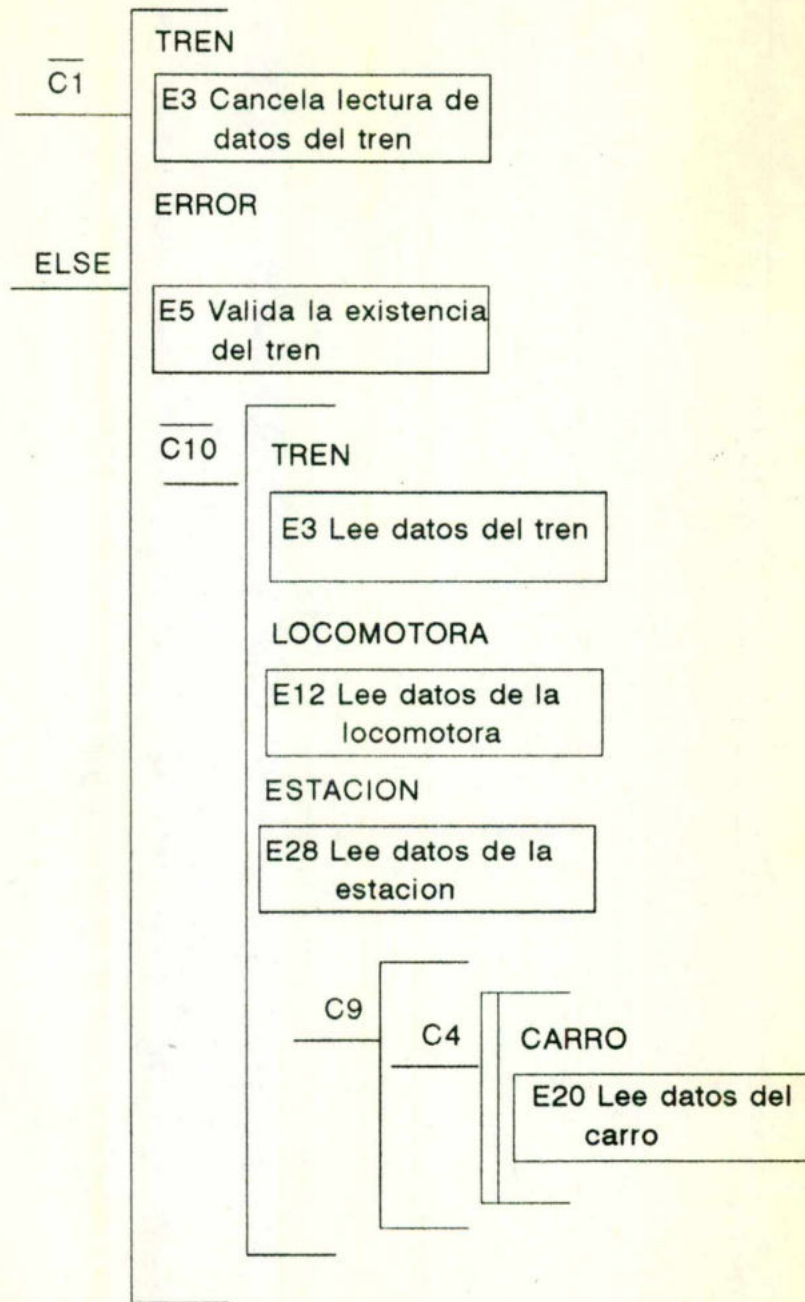 TREN
C1
E3 Cancela lectura de
datos del tren
ERROR
ELSE
E5 Valida la existencia
del tren
C10
TREN
E3 Lee datos del tren
LOCOMOTORA
E12 Lee datos de la
locomotora
ESTACION
E28 Lee datos de la
estacion
C9
C4
CARRO
E20 Lee datos del
carro